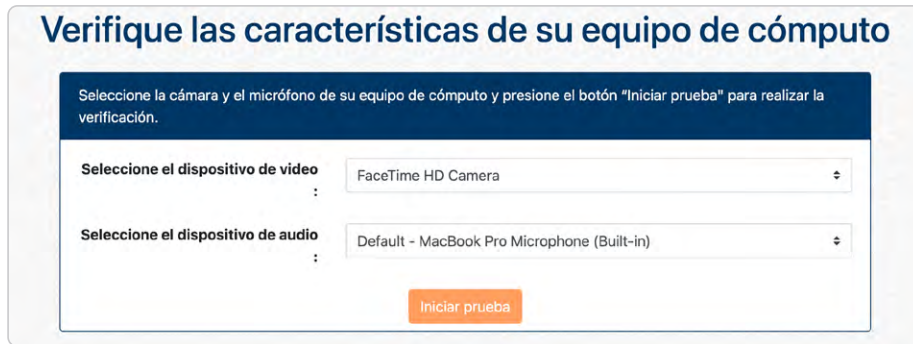 Verifique las características de su equipo de cómputo
Seleccione la cámara y el micrófono de su equipo de cómputo y presione el botón “Iniciar prueba" para realizar la
verificación.
Seleccione el dispositivo de video
:
FaceTime HD Camera
Seleccione el dispositivo de audio
:
Default - MacBook Pro Microphone (Built-in)
Iniciar prueba